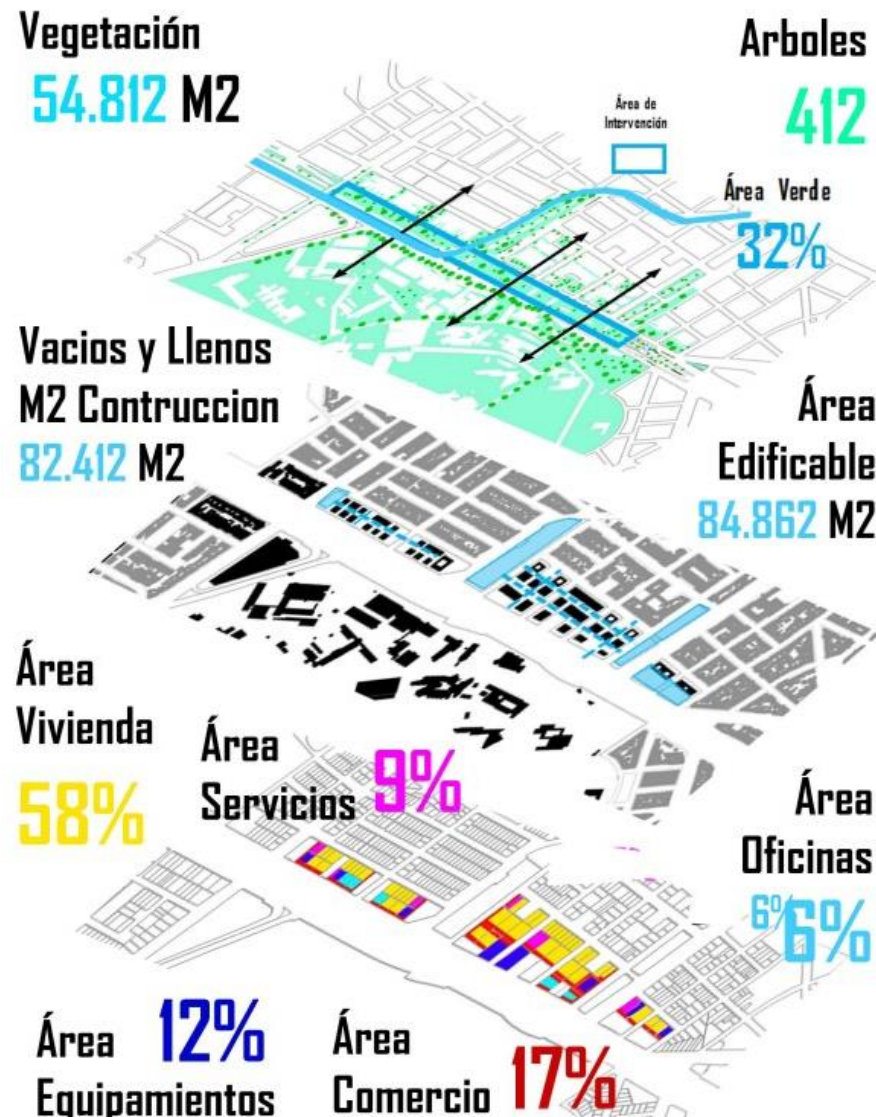 Vegetación
54.812 M2
Arboles
412
Área de
Intervención
Área Verde
32%
Vacios y Llenos
M2 Contruccion
82.412 M2
Área
Edificable
84.862 M2
Área
Vivienda
58%
Área
Servicios 9%
Área
Oficinas
6%
6%
Área 12%
Equipamientos
Área
Comercio 17%